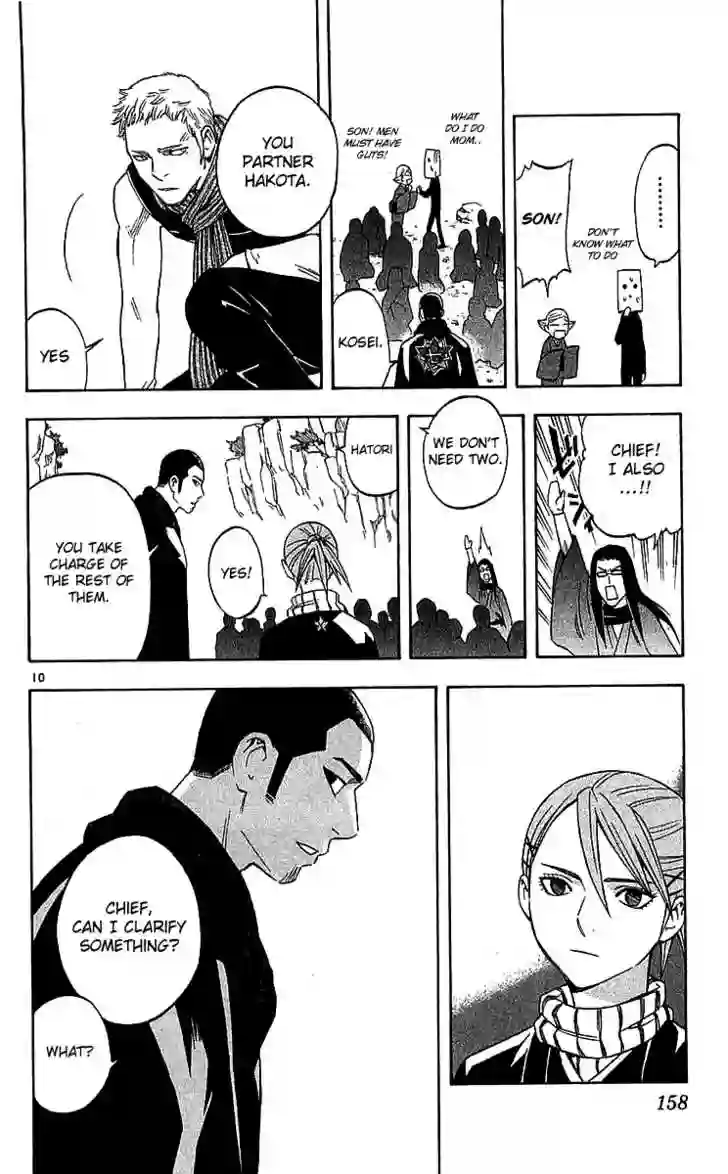 ..........
SON!
DON'T
KNOW WHAT
TO DO
WHAT
DO I DO
MOM..
SON! MEN
MUST HAVE
GUTS!
KOSEI.
YOU
PARTNER
HAKOTA.
YES
CHIEF!
I ALSO
...!!
WE DON'T
NEED TWO.
HATORI
YES!
YOU TAKE
CHARGE OF
THE REST OF
THEM.
10
CHIEF,
CAN I CLARIFY
SOMETHING?
WHAT?
158